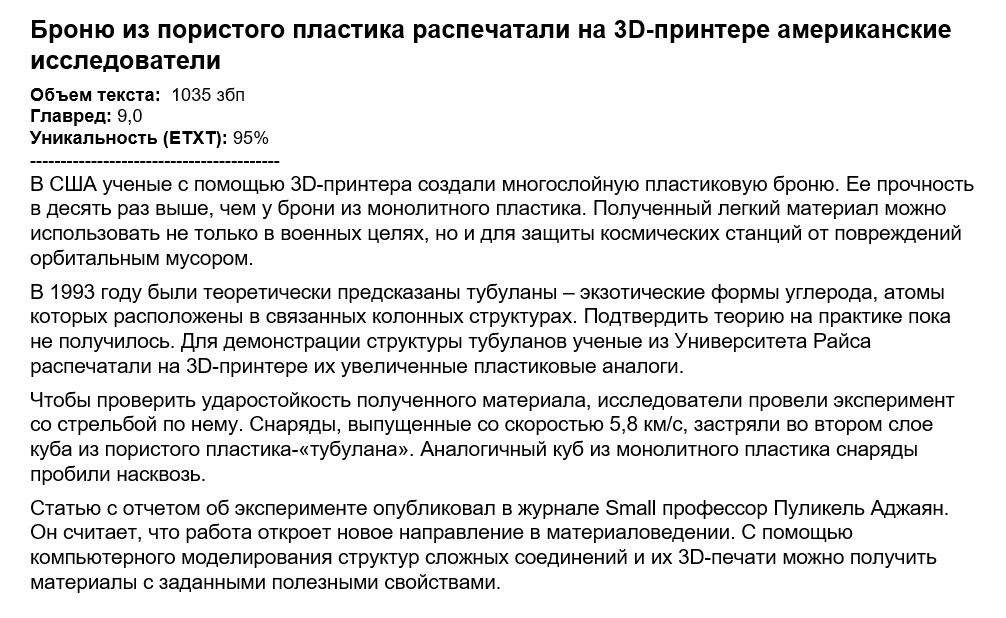 Броню из пористого пластика распечатали на 3D-принтере американские
исследователи
Объем текста: 1035 збп
Главред: 9,0
Уникальность (ETXT): 95%
-----------------------------------------
В США ученые с помощью 3D-принтера создали многослойную пластиковую броню. Ее прочность
в десять раз выше, чем у брони из монолитного пластика. Полученный легкий материал можно
использовать не только в военных целях, но и для защиты космических станций от повреждений
орбитальным мусором.
В 1993 году были теоретически предсказаны тубуланы – экзотические формы углерода, атомы
которых расположены в связанных колонных структурах. Подтвердить теорию на практике пока
не получилось. Для демонстрации структуры тубуланов ученые из Университета Райса
распечатали на 3D-принтере их увеличенные пластиковые аналоги.
Чтобы проверить ударостойкость полученного материала, исследователи провели эксперимент
со стрельбой по нему. Снаряды, выпущенные со скоростью 5,8 км/с, застряли во втором слое
куба из пористого пластика-«тубулана». Аналогичный куб из монолитного пластика снаряды
пробили насквозь.
Статью с отчетом об эксперименте опубликовал в журнале Small профессор Пуликель Аджаян.
Он считает, что работа откроет новое направление в материаловедении. С помощью
компьютерного моделирования структур сложных соединений и их 3D-печати можно получить
материалы с заданными полезными свойствами.